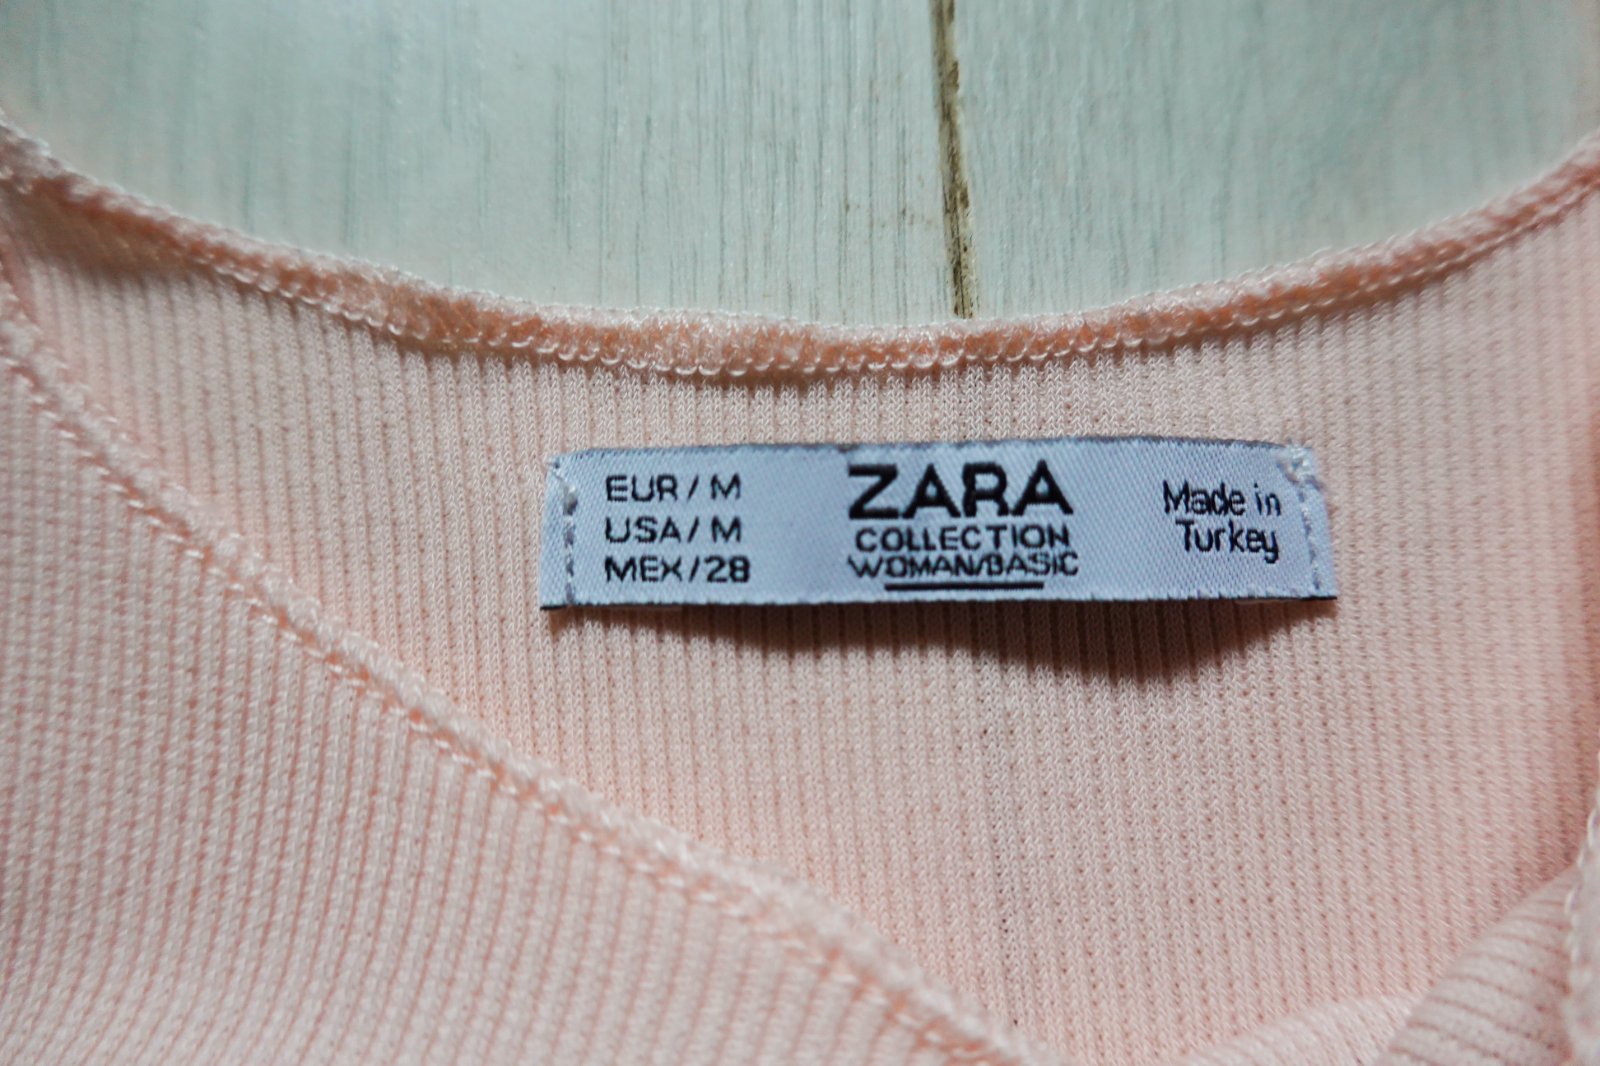 EUR / M
USA / M
MEX / 28
ZARA
COLLECTION
WOMAN/BASIC
Made in
Turkey